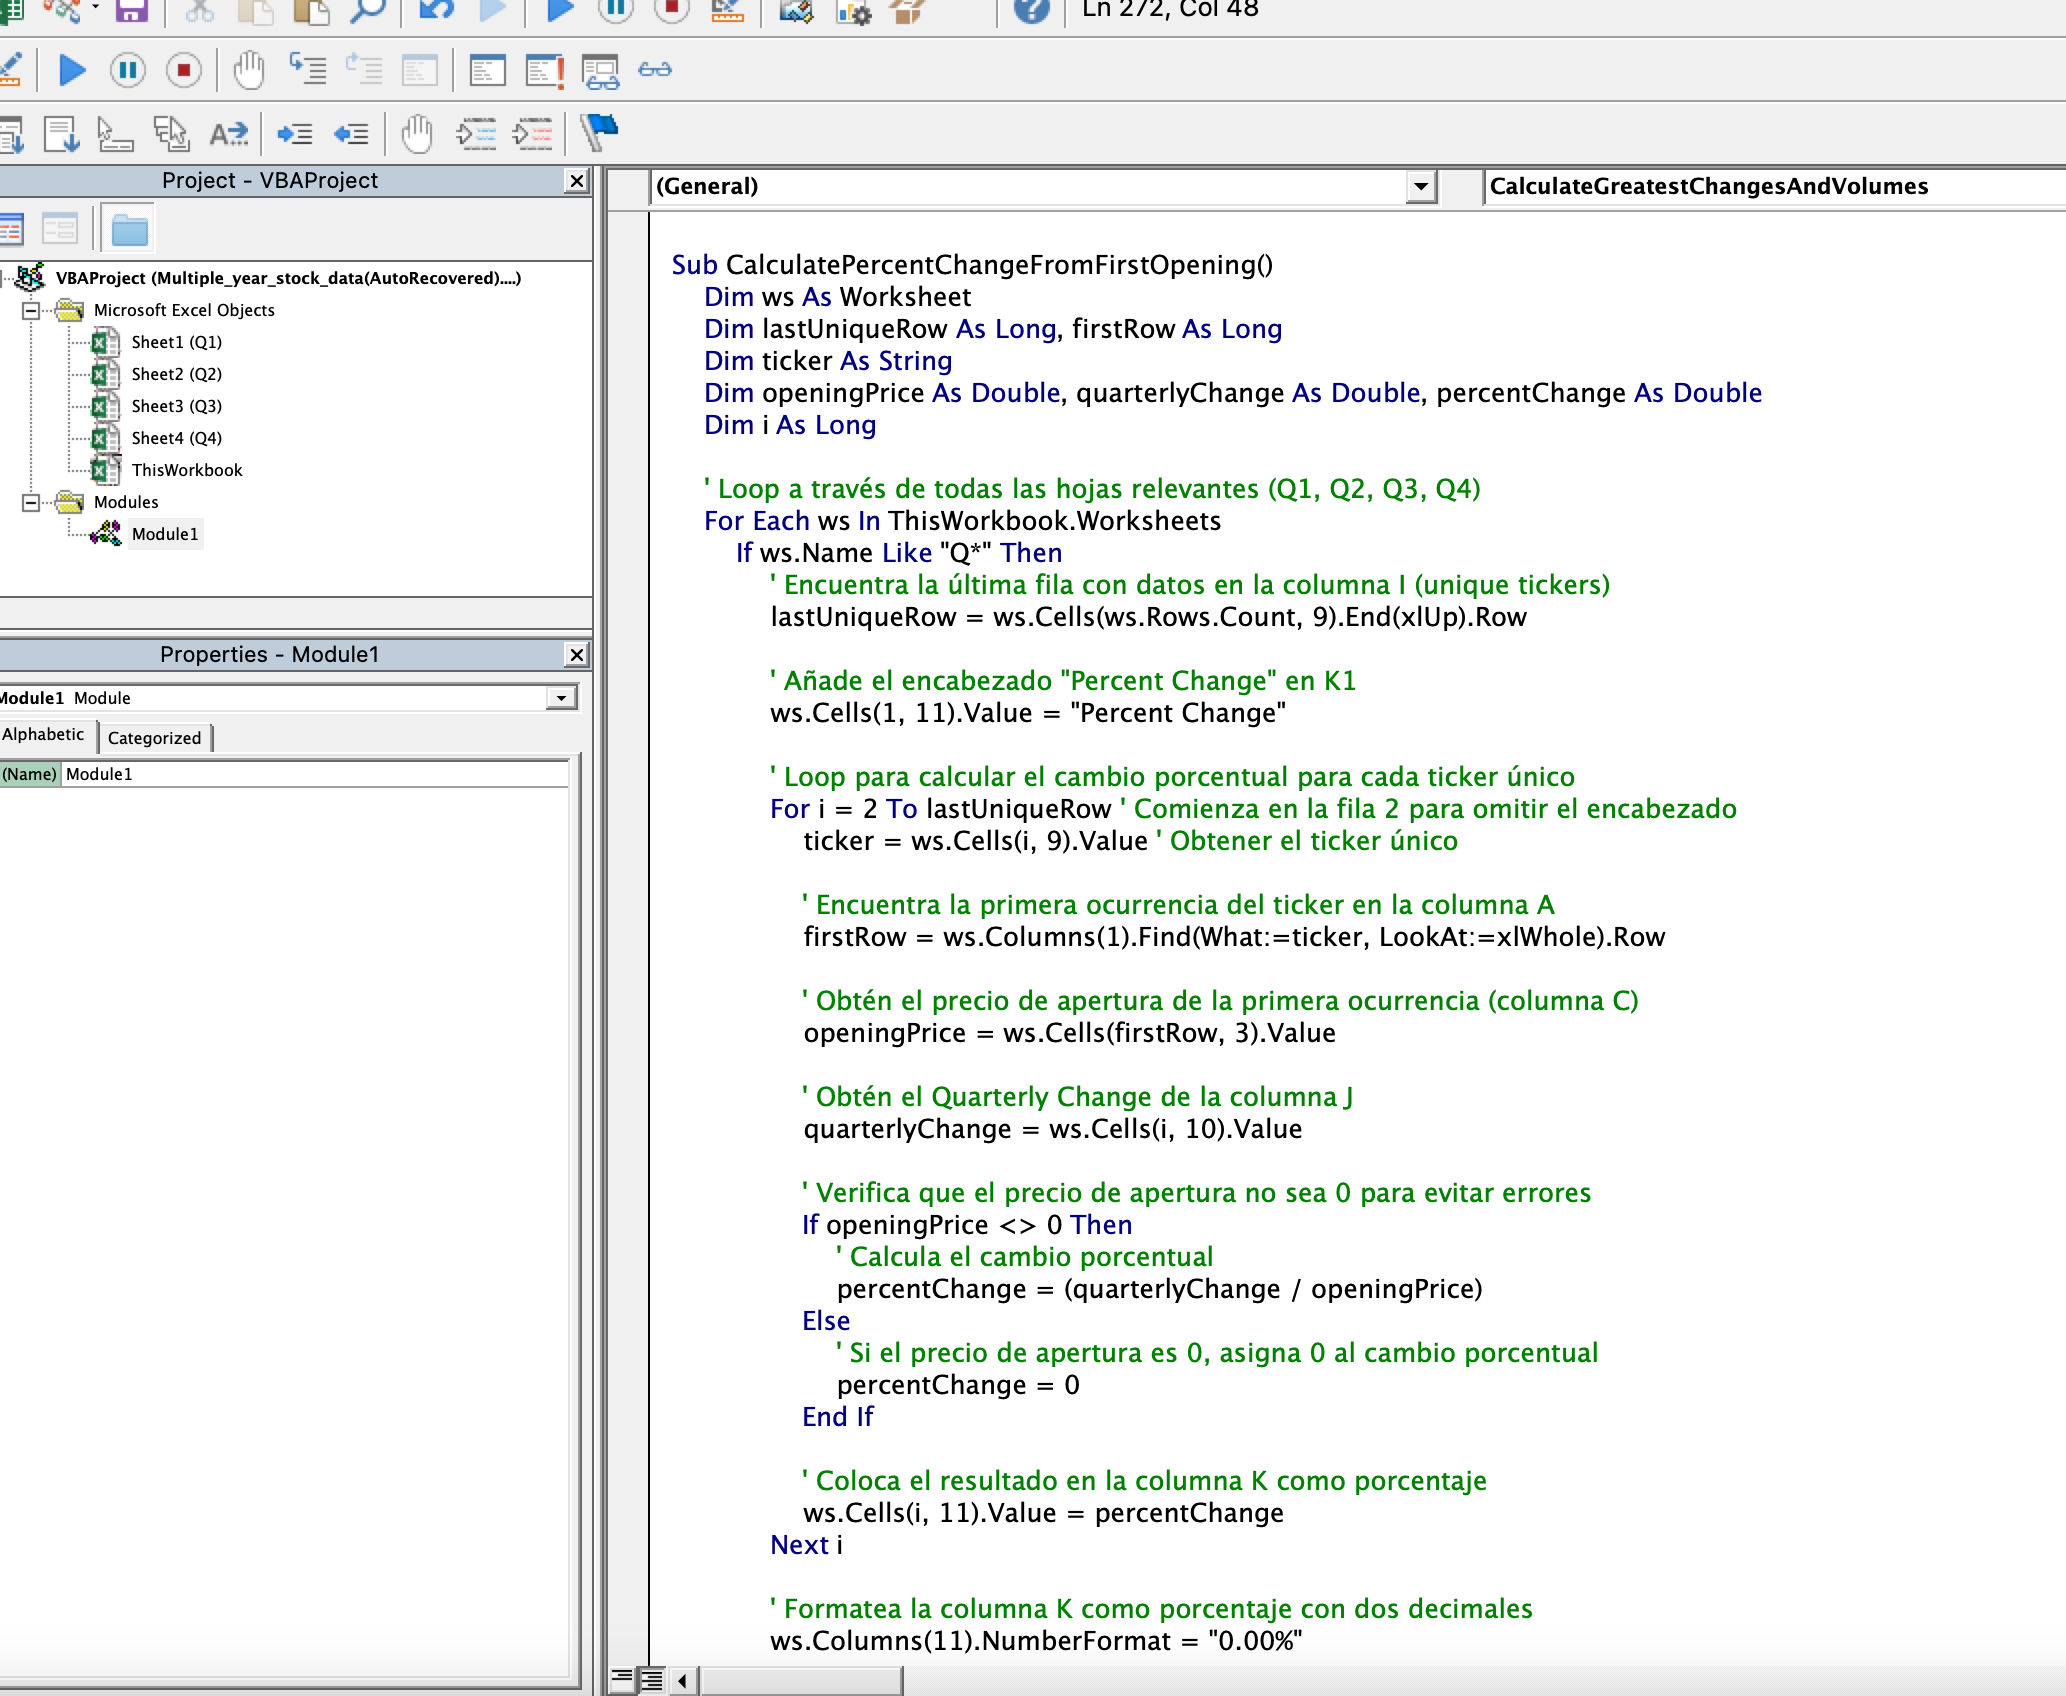 Ln 272, Col 48
Project - VBAProject
VBAProject (Multiple_year_stock_data(AutoRecovered)....)
Microsoft Excel Objects
Sheet1 (Q1)
Sheet2 (Q2)
Sheet3 (Q3)
Sheet4 (Q4)
ThisWorkbook
Modules
Module1
Properties - Module1
Module1 Module
Alphabetic
Categorized
(Name) Module1
(General)
CalculateGreatestChangesAndVolumes
Sub CalculatePercentChangeFromFirstOpening()
Dim ws As Worksheet
Dim lastUniqueRow As Long, firstRow As Long
Dim ticker As String
Dim openingPrice As Double, quarterlyChange As Double, percentChange As Double
Dim i As Long
' Loop a través de todas las hojas relevantes (Q1, Q2, Q3, Q4)
For Each ws In ThisWorkbook.Worksheets
If ws.Name Like "Q*" Then
' Encuentra la última fila con datos en la columna I (unique tickers)
lastUniqueRow = ws.Cells(ws.Rows.Count, 9).End(xlUp).Row
' Añade el encabezado "Percent Change" en K1
ws.Cells(1, 11).Value = "Percent Change"
' Loop para calcular el cambio porcentual para cada ticker único
For i = 2 To lastUniqueRow ' Comienza en la fila 2 para omitir el encabezado
ticker = ws.Cells(i, 9).Value ' Obtener el ticker único
' Encuentra la primera ocurrencia del ticker en la columna A
firstRow = ws.Columns(1).Find(What:=ticker, LookAt:=xlWhole).Row
' Obtén el precio de apertura de la primera ocurrencia (columna C)
openingPrice = ws.Cells(firstRow, 3).Value
' Obtén el Quarterly Change de la columna J
quarterlyChange = ws.Cells(i, 10).Value
' Verifica que el precio de apertura no sea 0 para evitar errores
If openingPrice <> 0 Then
' Calcula el cambio porcentual
percentChange = (quarterlyChange / openingPrice)
Else
' Si el precio de apertura es 0, asigna 0 al cambio porcentual
percentChange = 0
End If
' Coloca el resultado en la columna K como porcentaje
ws.Cells(i, 11).Value = percentChange
Next i
' Formatea la columna K como porcentaje con dos decimales
ws.Columns(11).NumberFormat = "0.00%"